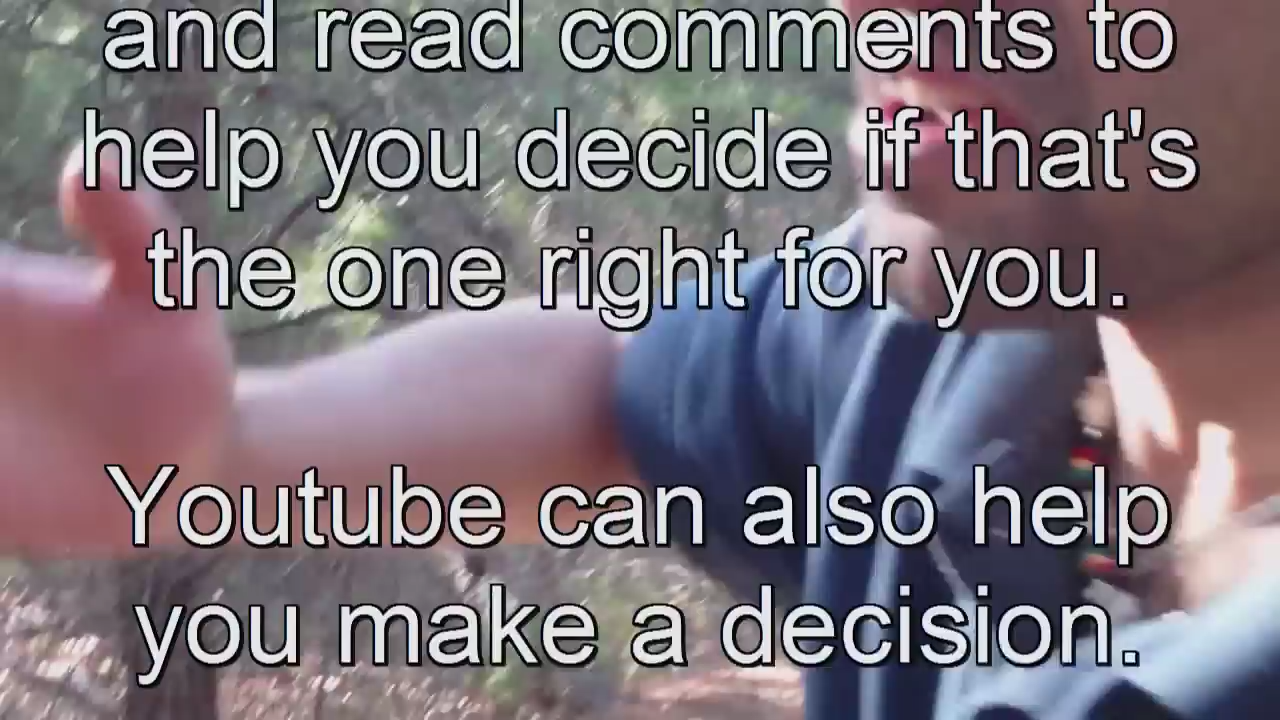 and read comments to
help you decide if that's
the one right for you.
Youtube can also help
you make a decision.